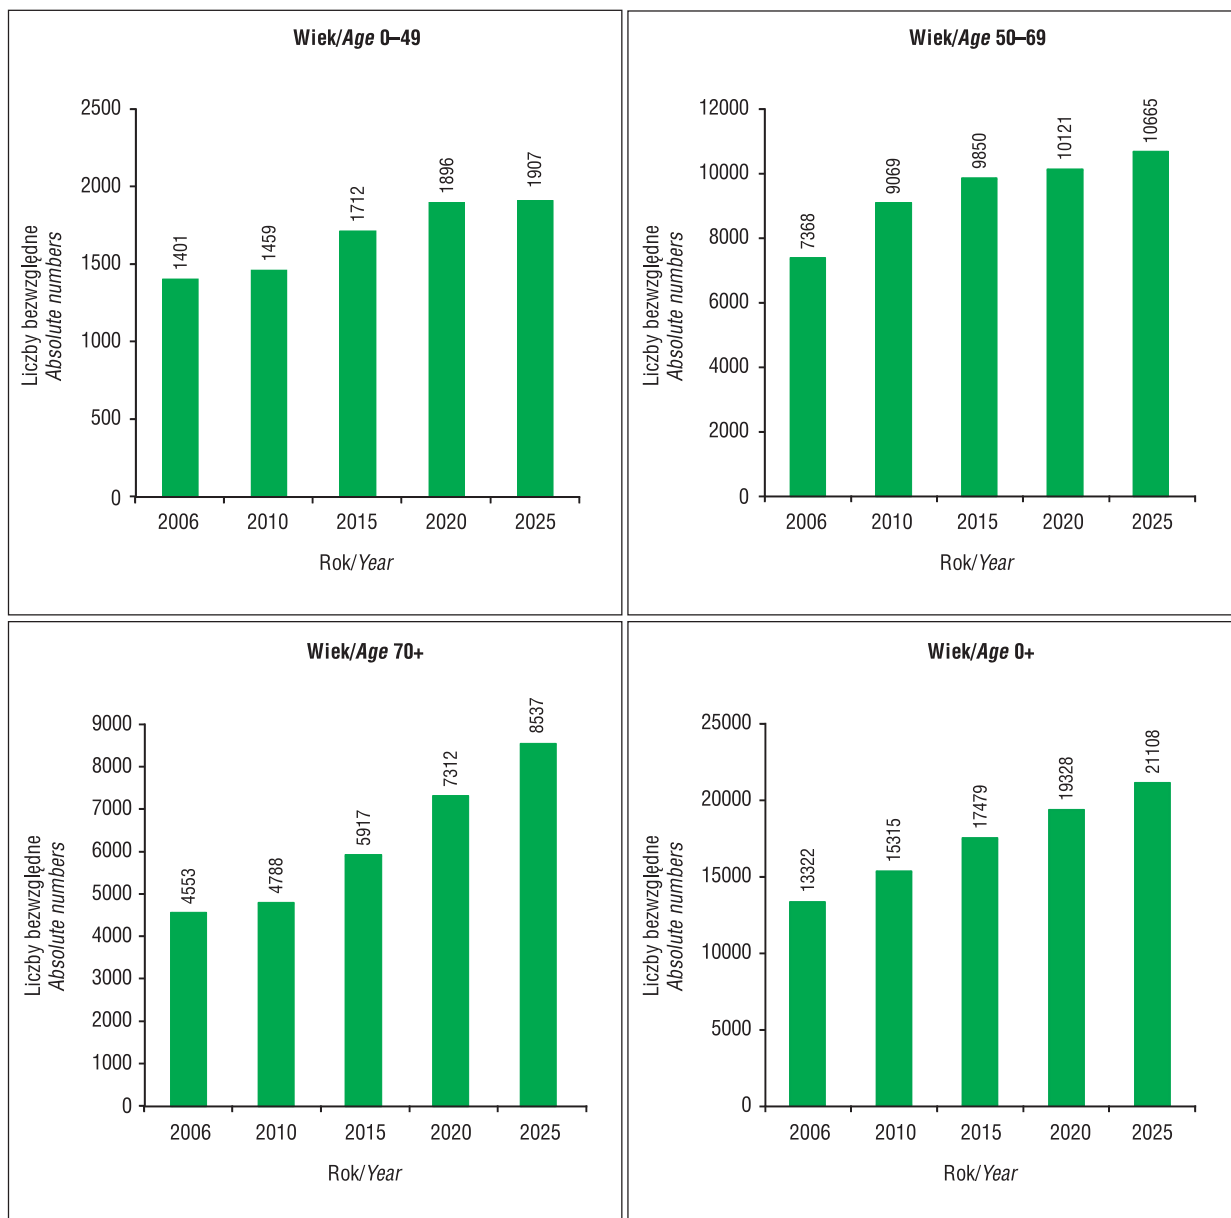 Wiek/Age 0–49
Liczby bezwzględne
Absolute numbers
2500
2000
1500
1000
500
0
1401
1459
1712
1896
1907
2006 2010 2015 2020 2025
Rok/Year
Wiek/Age 50–69
Liczby bezwzględne
Absolute numbers
12000
10000
8000
6000
4000
2000
0
7368
9069
9850
10121
10665
2006 2010 2015 2020 2025
Rok/Year
Wiek/Age 70+
Liczby bezwzględne
Absolute numbers
9000
8000
7000
6000
5000
4000
3000
2000
1000
0
4553
4788
5917
7312
8537
2006 2010 2015 2020 2025
Rok/Year
Wiek/Age 0+
Liczby bezwzględne
Absolute numbers
25000
20000
15000
10000
5000
0
13322
15315
17479
19328
21108
2006 2010 2015 2020 2025
Rok/Year